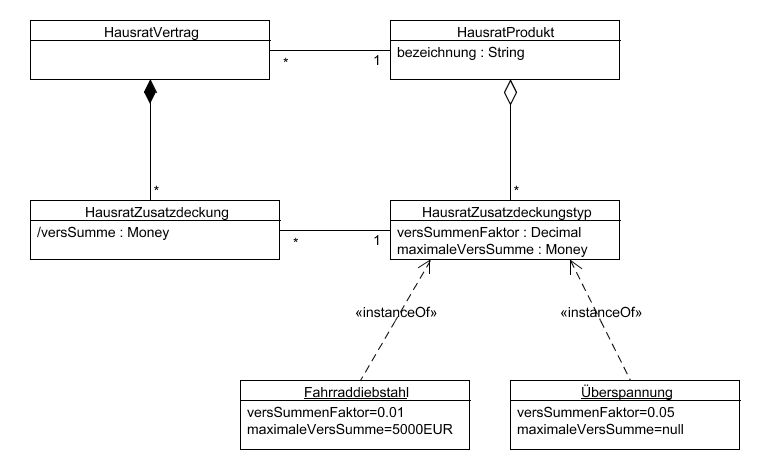 HausratVertrag
HausratProdukt
bezeichnung : String
*
1
*
*
HausratZusatzdeckung
/versSumme : Money
HausratZusatzdeckungstyp
versSummenFaktor : Decimal
maximaleVersSumme : Money
*
1
«instanceOf»
«instanceOf»
Fahrraddiebstahl
versSummenFaktor=0.01
maximaleVersSumme=5000EUR
Überspannung
versSummenFaktor=0.05
maximaleVersSumme=null